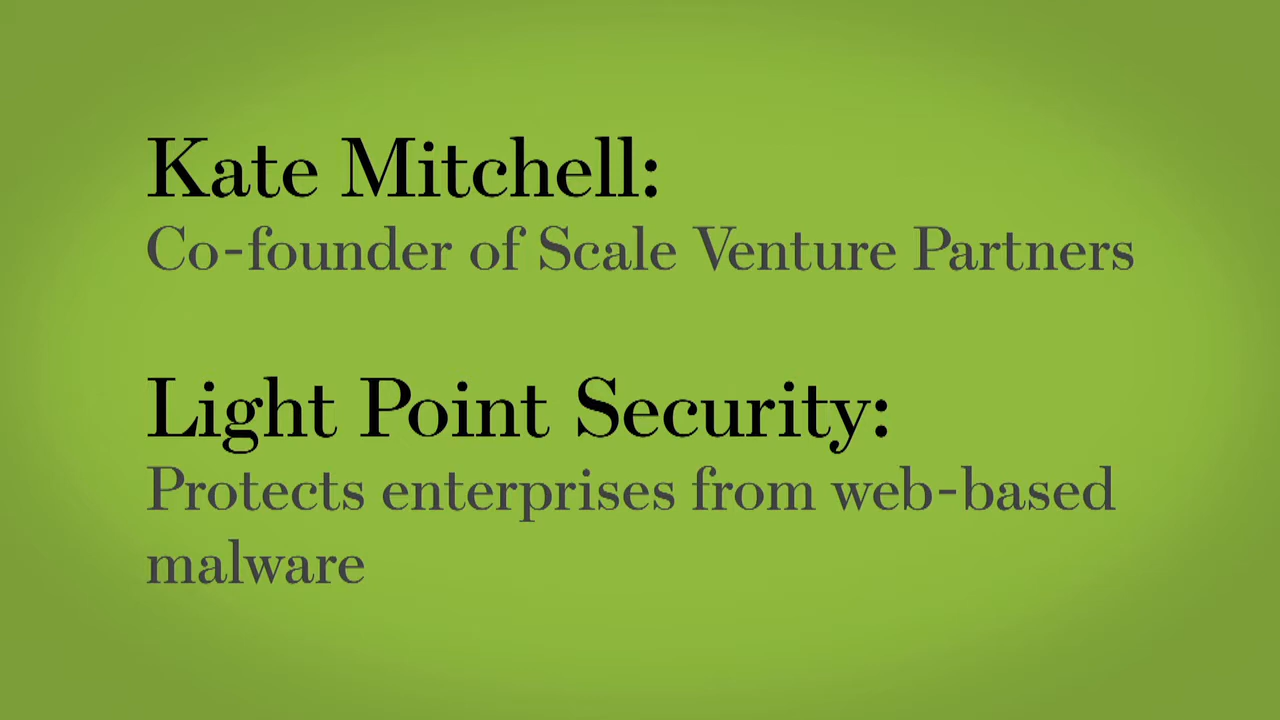 Kate Mitchell:
Co-founder of Scale Venture Partners
Light Point Security:
Protects enterprises from web-based
malware